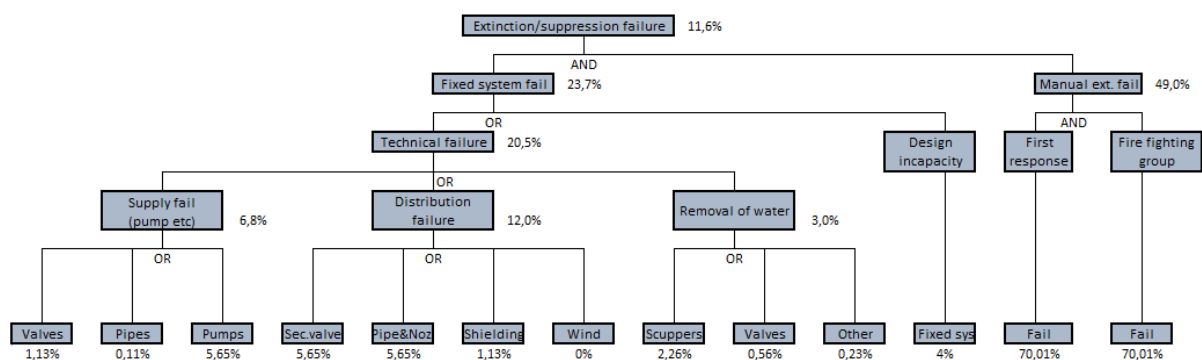 Extinction/suppression failure 11,6%
AND
Fixed system fail 23,7% Manual ext. fail 49,0%
OR AND
Technical failure 20,5% Design incapacity First response Fire fighting group
OR
Supply fail (pump etc) 6,8% Distribution failure 12,0% Removal of water 3,0%
OR OR OR
Valves Pipes Pumps Sec.valve Pipe&Noz Shielding Wind Scuppers Valves Other Fixed sys Fail Fail
1,13% 0,11% 5,65% 5,65% 5,65% 1,13% 0% 2,26% 0,56% 0,23% 4% 70,01% 70,01%